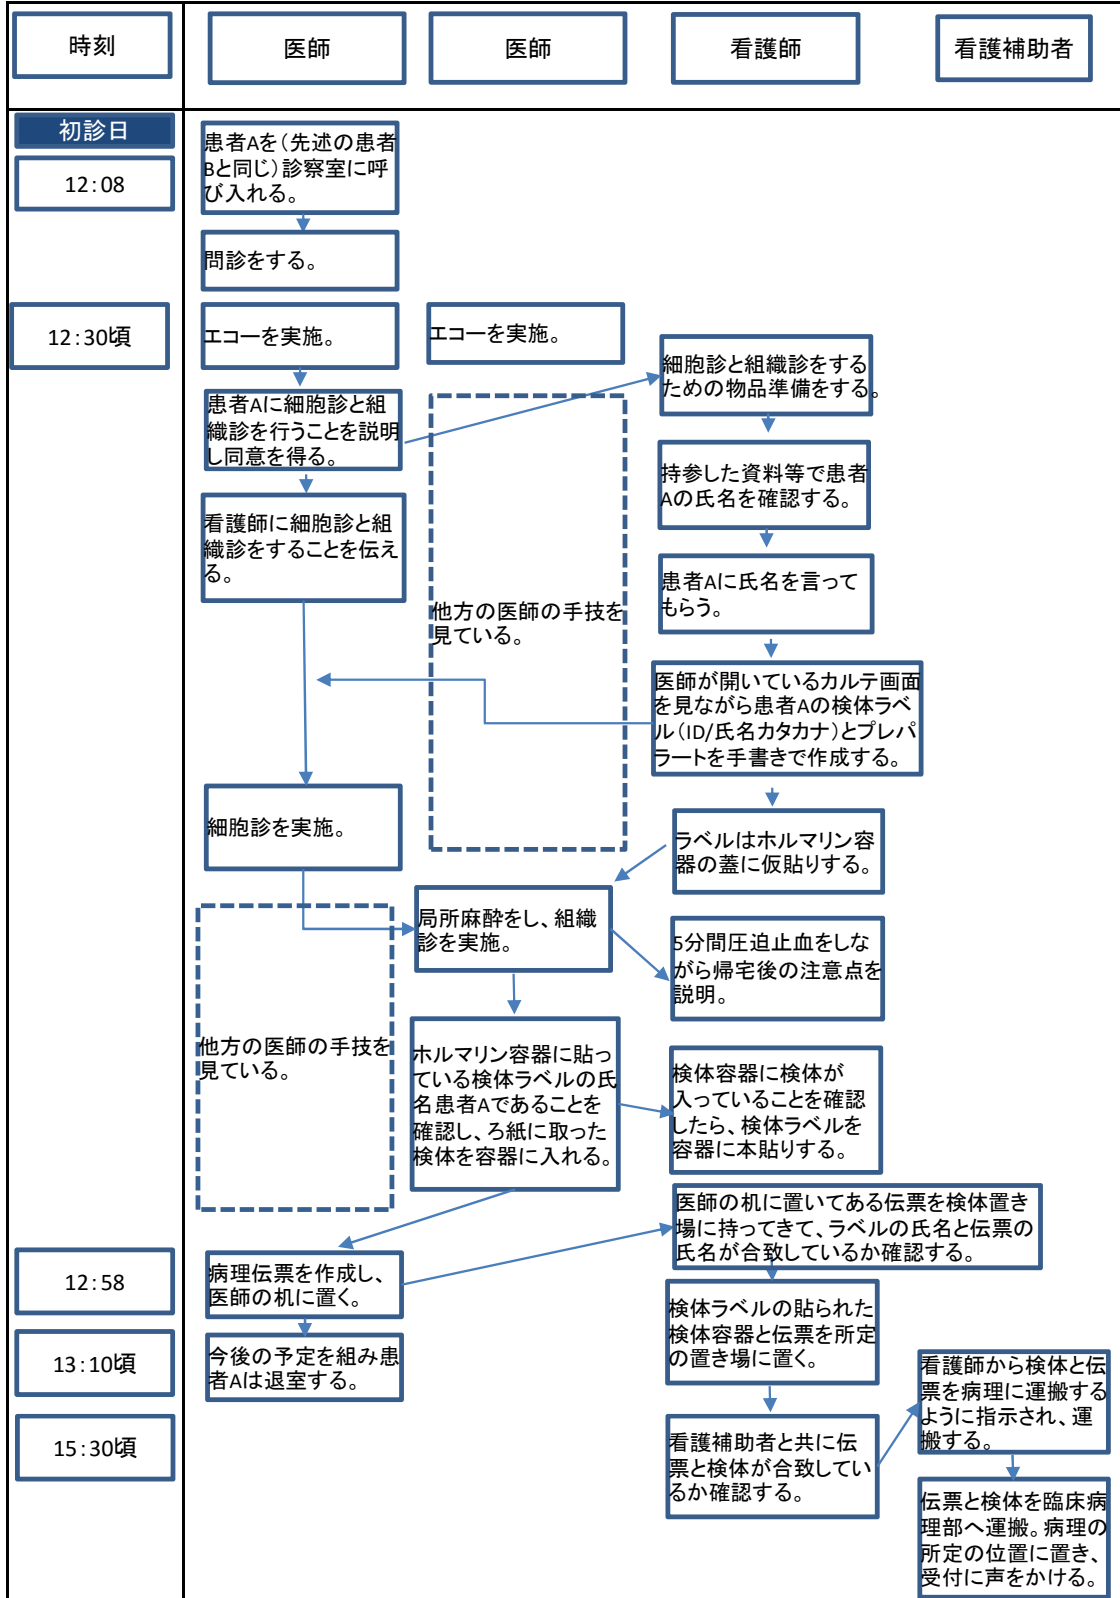 時刻
医師
医師
看護師
看護補助者
初診日
12：08
患者Aを（先述の患者
Bと同じ）診察室に呼
び入れる。
問診をする。
12：30頃
エコーを実施。
エコーを実施。
細胞診と組織診をする
ための物品準備をする。
患者Aに細胞診と組
織診を行うことを説明
し同意を得る。
持参した資料等で患者
Aの氏名を確認する。
看護師に細胞診と組
織診をすることを伝え
る。
患者Aに氏名を言って
もらう。
他方の医師の手技を
見ている。
医師が開いているカルテ画面
を見ながら患者Aの検体ラベ
ル（ID/氏名カタカナ）とプレパ
ラートを手書きで作成する。
細胞診を実施。
ラベルはホルマリン容
器の蓋に仮貼りする。
局所麻酔をし、組織
診を実施。
5分間圧迫止血をしな
がら帰宅後の注意点を
説明。
他方の医師の手技を
見ている。
ホルマリン容器に貼っ
ている検体ラベルの氏
名患者Aであることを
確認し、ろ紙に取った
検体を容器に入れる。
検体容器に検体が
入っていることを確認
したら、検体ラベルを
容器に本貼りする。
医師の机に置いてある伝票を検体置き
場に持ってきて、ラベルの氏名と伝票の
氏名が合致しているか確認する。
12：58
病理伝票を作成し、
医師の机に置く。
検体ラベルの貼られた
検体容器と伝票を所定
の置き場に置く。
13：10頃
今後の予定を組み患
者Aは退室する。
看護師から検体と伝
票を病理に運搬する
ように指示され、運
搬する。
15：30頃
看護補助者と共に伝
票と検体が合致してい
るか確認する。
伝票と検体を臨床病
理部へ運搬。病理の
所定の位置に置き、
受付に声をかける。